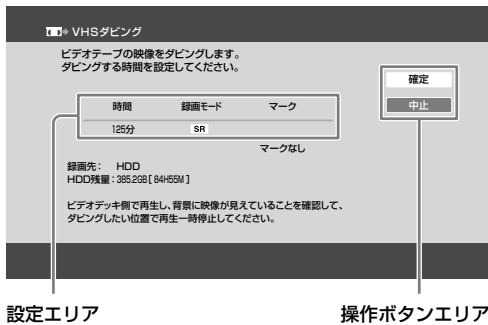 VHSダビング
ビデオテープの映像をダビングします。
ダビングする時間を設定してください。
確定
中止
時間 録画モード マーク
125分 SR
マークなし
録画先： HDD
HDD残量：385.2GB[ 84H55M ]
ビデオデッキ側で再生し、背景に映像が見えていることを確認して、
ダビングしたい位置で再生一時停止してください。
設定エリア 操作ボタンエリア